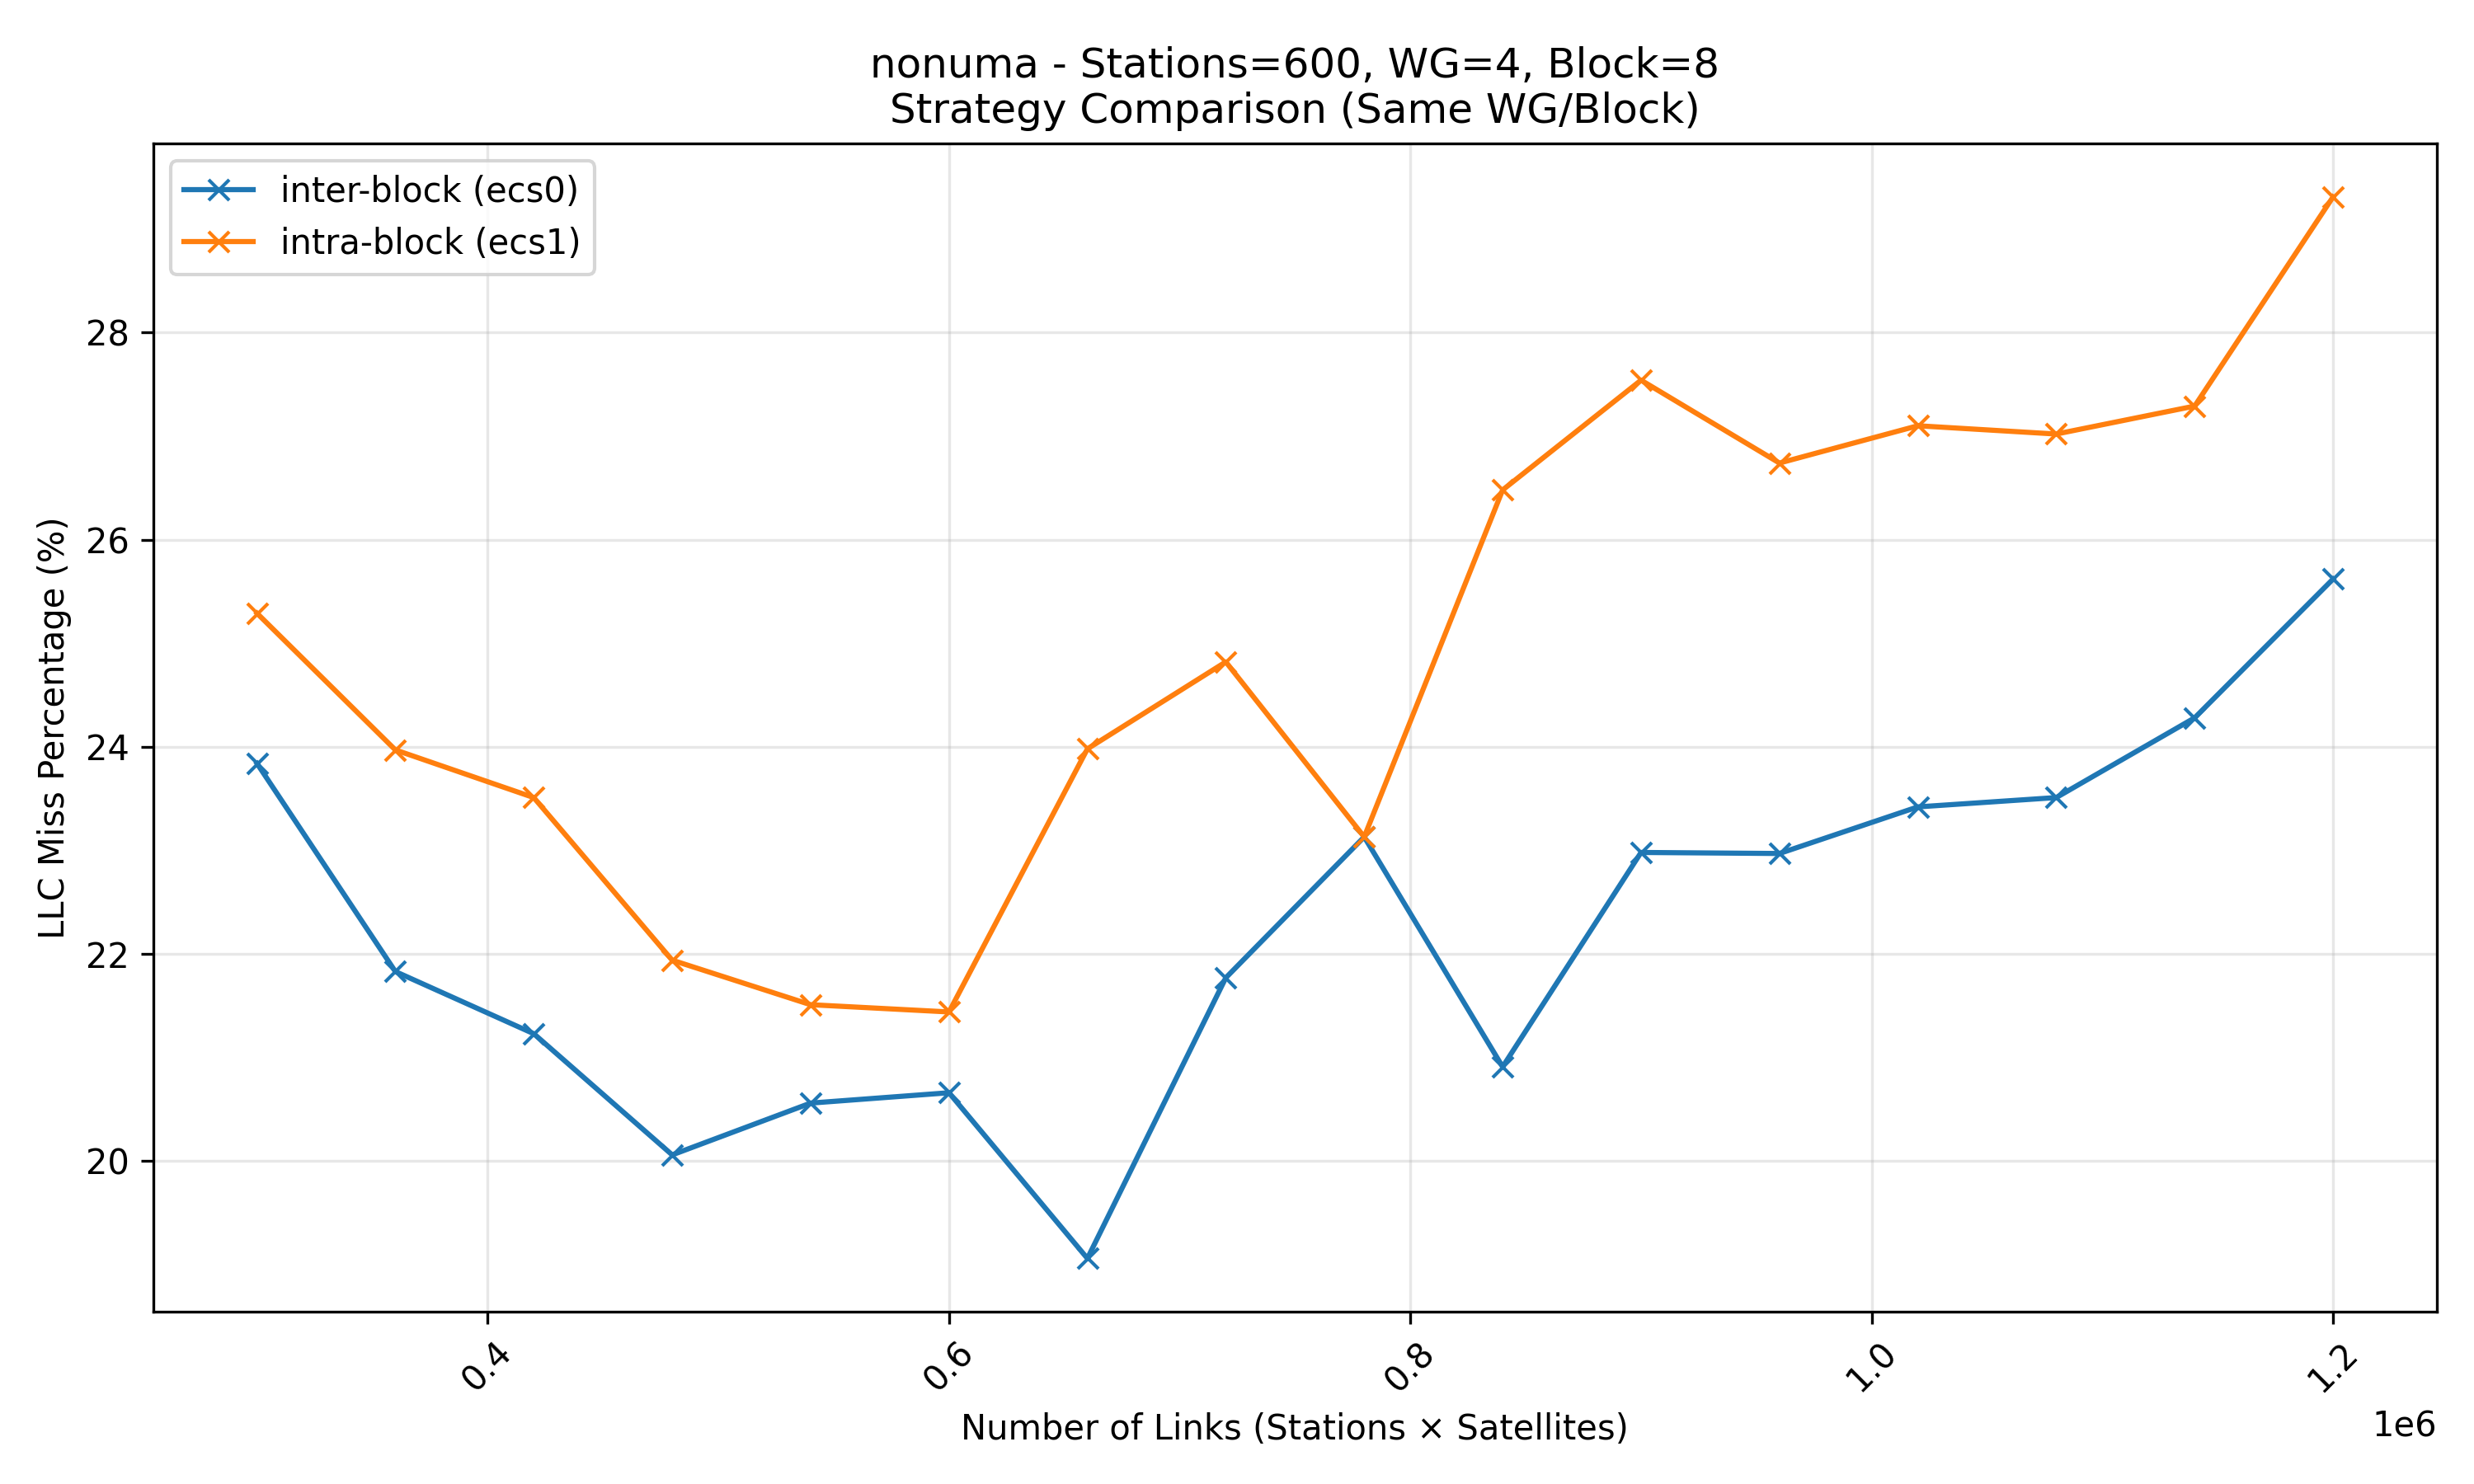 nonuma - Stations=600, WG=4, Block=8
Strategy Comparison (Same WG/Block)
inter-block (ecs0)
intra-block (ecs1)
LLC Miss Percentage (%)
28
26
24
22
20
0.4
0.6
0.8
1.0
1.2
1e6
Number of Links (Stations × Satellites)